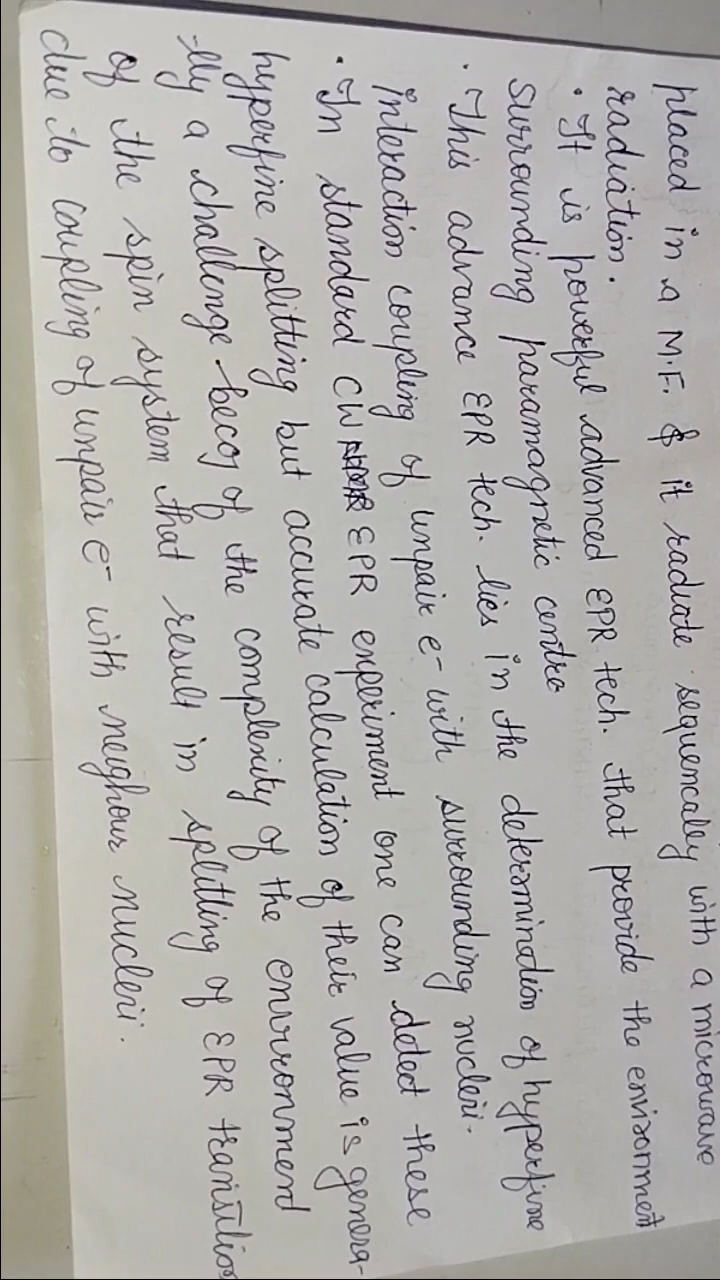 placed in a M.F. & it radiate sequencally with a microwave
radiation.
• It is powerful advanced EPR tech. that provide the environment
surrounding paramagnetic centre
• This advance EPR tech. lies in the determination of hyperfine
interaction coupling of unpair e- with surrounding nucleii.
• In standard CW EPR experiment one can detect these
hyperfine splitting but accurate calculation of their value is genera-
-lly a challenge becoz of the complexity of the environment
of the spin system that result in splitting of EPR transition
due to coupling of unpair e- with neighour nucleii.